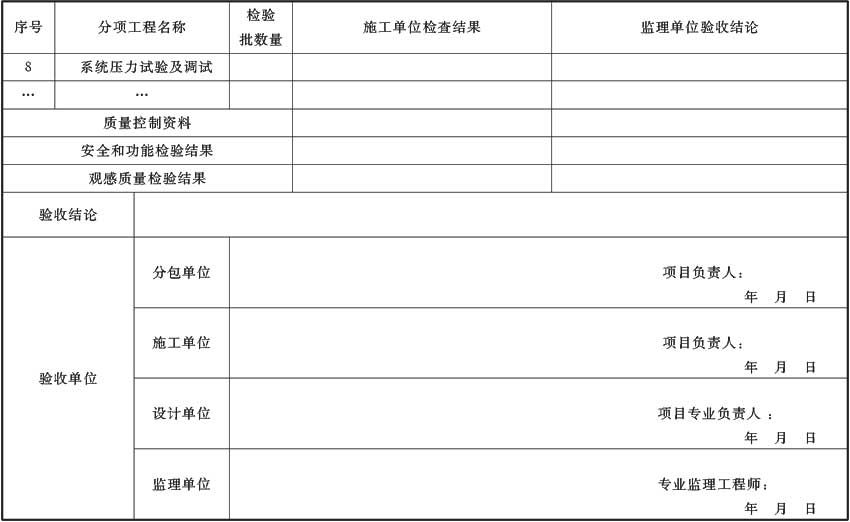 序号 分项工程名称 检验 施工单位检查结果 监理单位验收结论
批数量
8 系统压力试验及调试
… …
质量控制资料
安全和功能检验结果
观感质量检验结果
验收结论
验收单位
分包单位 项目负责人：
年 月 日
施工单位 项目负责人：
年 月 日
设计单位 项目专业负责人：
年 月 日
监理单位 专业监理工程师：
年 月 日